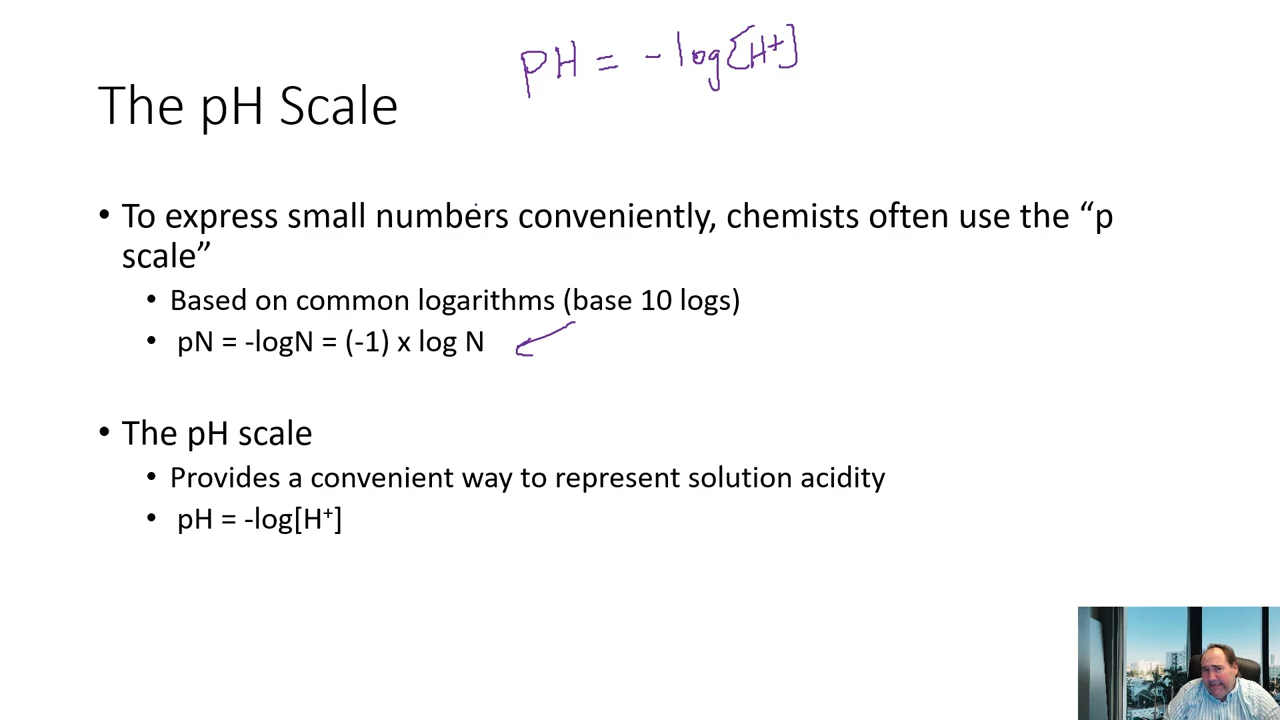 PH = -log[H+]
The pH Scale
• To express small numbers conveniently, chemists often use the “p
scale”
• Based on common logarithms (base 10 logs)
• pN = -logN = (-1) x log N
• The pH scale
• Provides a convenient way to represent solution acidity
• pH = -log[H⁺]